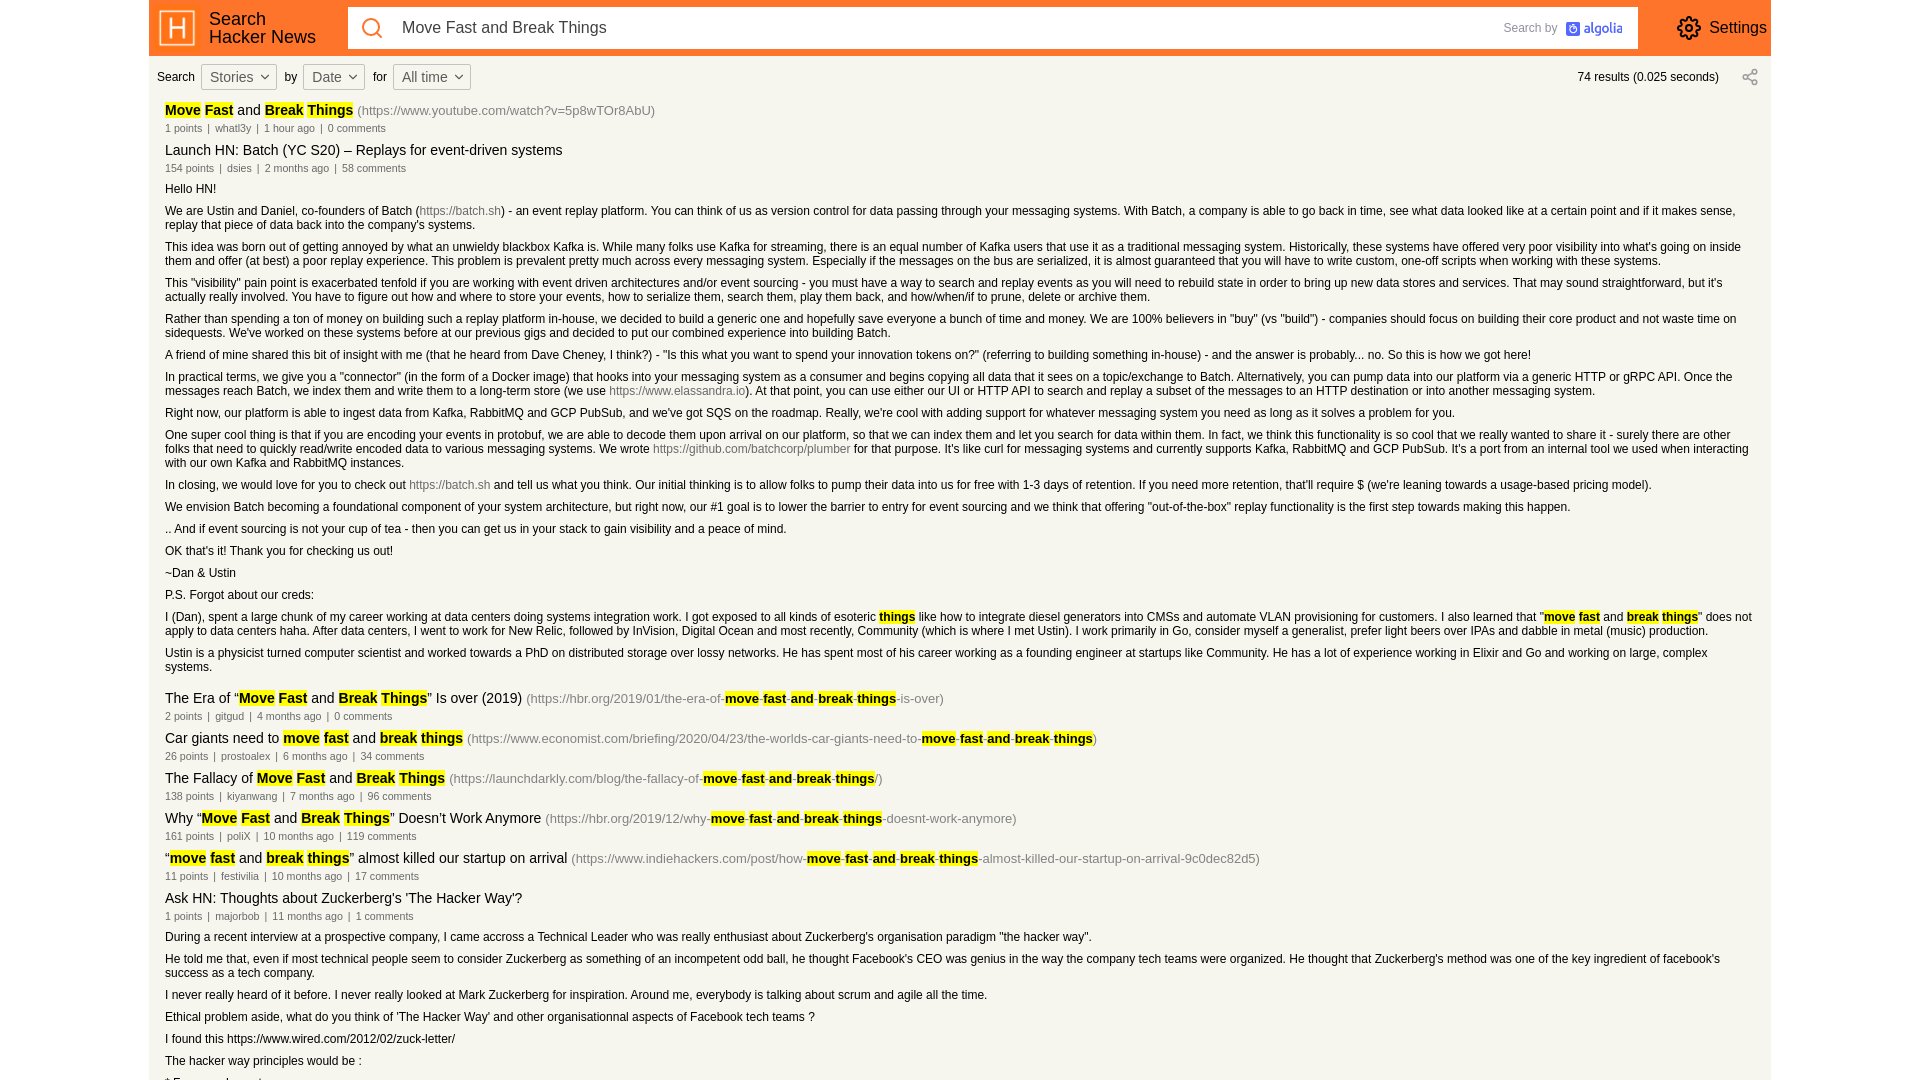 Search
Hacker News
Move Fast and Break Things
Search by algolia
Settings
Search Stories by Date for All time
74 results (0.025 seconds)
Move Fast and Break Things (https://www.youtube.com/watch?v=5p8wTOr8AbU)
1 points | whatl3y | 1 hour ago | 0 comments
Launch HN: Batch (YC S20) – Replays for event-driven systems
154 points | dsies | 2 months ago | 58 comments
Hello HN!
We are Ustin and Daniel, co-founders of Batch (https://batch.sh) - an event replay platform. You can think of us as version control for data passing through your messaging systems. With Batch, a company is able to go back in time, see what data looked like at a certain point and if it makes sense,
replay that piece of data back into the company's systems.
This idea was born out of getting annoyed by what an unwieldy blackbox Kafka is. While many folks use Kafka for streaming, there is an equal number of Kafka users that use it as a traditional messaging system. Historically, these systems have offered very poor visibility into what's going on inside
them and offer (at best) a poor replay experience. This problem is prevalent pretty much across every messaging system. Especially if the messages on the bus are serialized, it is almost guaranteed that you will have to write custom, one-off scripts when working with these systems.
This "visibility" pain point is exacerbated tenfold if you are working with event driven architectures and/or event sourcing - you must have a way to search and replay events as you will need to rebuild state in order to bring up new data stores and services. That may sound straightforward, but it's
actually really involved. You have to figure out how and where to store your events, how to serialize them, search them, play them back, and how/when/if to prune, delete or archive them.
Rather than spending a ton of money on building such a replay platform in-house, we decided to build a generic one and hopefully save everyone a bunch of time and money. We are 100% believers in "buy" (vs "build") - companies should focus on building their core product and not waste time on
sidequests. We've worked on these systems before at our previous gigs and decided to put our combined experience into building Batch.
A friend of mine shared this bit of insight with me (that he heard from Dave Cheney, I think?) - "Is this what you want to spend your innovation tokens on?" (referring to building something in-house) - and the answer is probably... no. So this is how we got here!
In practical terms, we give you a "connector" (in the form of a Docker image) that hooks into your messaging system as a consumer and begins copying all data that it sees on a topic/exchange to Batch. Alternatively, you can pump data into our platform via a generic HTTP or gRPC API. Once the
messages reach Batch, we index them and write them to a long-term store (we use https://www.elassandra.io). At that point, you can use either our UI or HTTP API to search and replay a subset of the messages to an HTTP destination or into another messaging system.
Right now, our platform is able to ingest data from Kafka, RabbitMQ and GCP PubSub, and we've got SQS on the roadmap. Really, we're cool with adding support for whatever messaging system you need as long as it solves a problem for you.
One super cool thing is that if you are encoding your events in protobuf, we are able to decode them upon arrival on our platform, so that we can index them and let you search for data within them. In fact, we think this functionality is so cool that we really wanted to share it - surely there are other
folks that need to quickly read/write encoded data to various messaging systems. We wrote https://github.com/batchcorp/plumber for that purpose. It's like curl for messaging systems and currently supports Kafka, RabbitMQ and GCP PubSub. It's a port from an internal tool we used when interacting
with our own Kafka and RabbitMQ instances.
In closing, we would love for you to check out https://batch.sh and tell us what you think. Our initial thinking is to allow folks to pump their data into us for free with 1-3 days of retention. If you need more retention, that'll require $ (we're leaning towards a usage-based pricing model).
We envision Batch becoming a foundational component of your system architecture, but right now, our #1 goal is to lower the barrier to entry for event sourcing and we think that offering "out-of-the-box" replay functionality is the first step towards making this happen.
.. And if event sourcing is not your cup of tea - then you can get us in your stack to gain visibility and a peace of mind.
OK that's it! Thank you for checking us out!
~Dan & Ustin
P.S. Forgot about our creds:
I (Dan), spent a large chunk of my career working at data centers doing systems integration work. I got exposed to all kinds of esoteric things like how to integrate diesel generators into CMSs and automate VLAN provisioning for customers. I also learned that "move fast and break things" does not
apply to data centers haha. After data centers, I went to work for New Relic, followed by InVision, Digital Ocean and most recently, Community (which is where I met Ustin). I work primarily in Go, consider myself a generalist, prefer light beers over IPAs and dabble in metal (music) production.
Ustin is a physicist turned computer scientist and worked towards a PhD on distributed storage over lossy networks. He has spent most of his career working as a founding engineer at startups like Community. He has a lot of experience working in Elixir and Go and working on large, complex
systems.
The Era of “Move Fast and Break Things” Is over (2019) (https://hbr.org/2019/01/the-era-of-move-fast-and-break-things-is-over)
2 points | gitgud | 4 months ago | 0 comments
Car giants need to move fast and break things (https://www.economist.com/briefing/2020/04/23/the-worlds-car-giants-need-to-move-fast-and-break-things)
26 points | prostoalex | 6 months ago | 34 comments
The Fallacy of Move Fast and Break Things (https://launchdarkly.com/blog/the-fallacy-of-move-fast-and-break-things/)
138 points | kiyanwang | 7 months ago | 96 comments
Why “Move Fast and Break Things” Doesn’t Work Anymore (https://hbr.org/2019/12/why-move-fast-and-break-things-doesnt-work-anymore)
161 points | poliX | 10 months ago | 119 comments
“move fast and break things” almost killed our startup on arrival (https://www.indiehackers.com/post/how-move-fast-and-break-things-almost-killed-our-startup-on-arrival-9c0dec82d5)
11 points | festivilia | 10 months ago | 17 comments
Ask HN: Thoughts about Zuckerberg's 'The Hacker Way'?
1 points | majorbob | 11 months ago | 1 comments
During a recent interview at a prospective company, I came accross a Technical Leader who was really enthusiast about Zuckerberg's organisation paradigm "the hacker way".
He told me that, even if most technical people seem to consider Zuckerberg as something of an incompetent odd ball, he thought Facebook's CEO was genius in the way the company tech teams were organized. He thought that Zuckerberg's method was one of the key ingredient of facebook's
success as a tech company.
I never really heard of it before. I never really looked at Mark Zuckerberg for inspiration. Around me, everybody is talking about scrum and agile all the time.
Ethical problem aside, what do you think of 'The Hacker Way' and other organisationnal aspects of Facebook tech teams ?
I found this https://www.wired.com/2012/02/zuck-letter/
The hacker way principles would be :